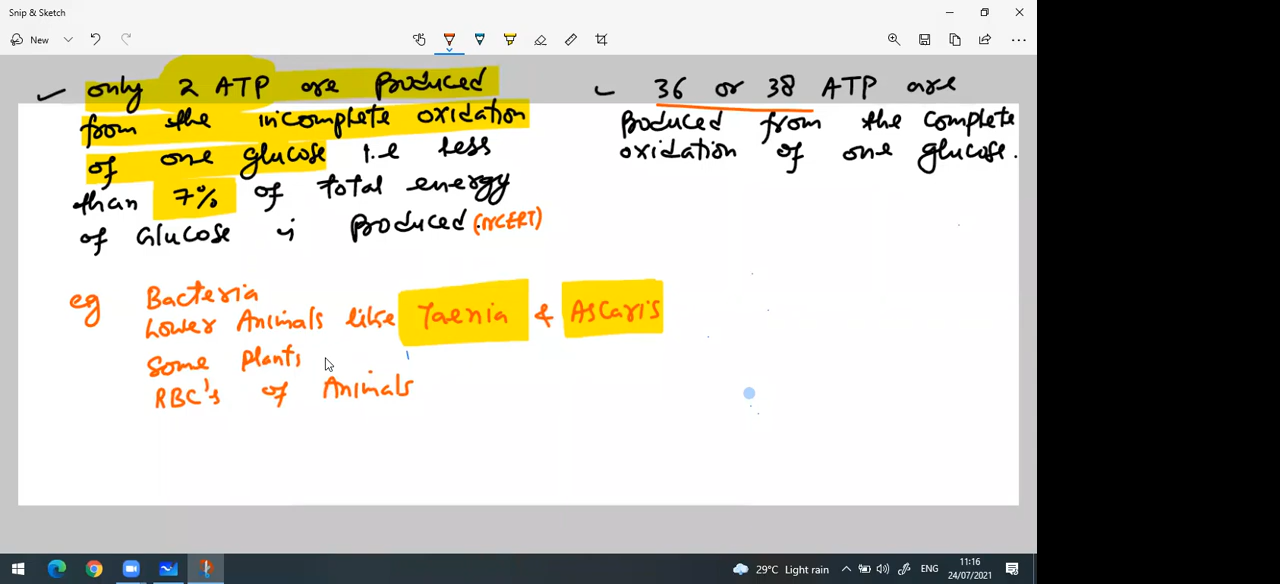 Snip & Sketch
New
only 2 ATP are Produced
from the incomplete oxidation
of one glucose i.e less
than 7% of total energy
of Glucose is Produced (NCERT)
36 or 38 ATP are
Produced from the complete
oxidation of one glucose.
eg Bacteria
Lower Animals like Taenia & Ascaris
Some Plants
RBC's of Animals
29°C Light rain
ENG
11:16
24/07/2021